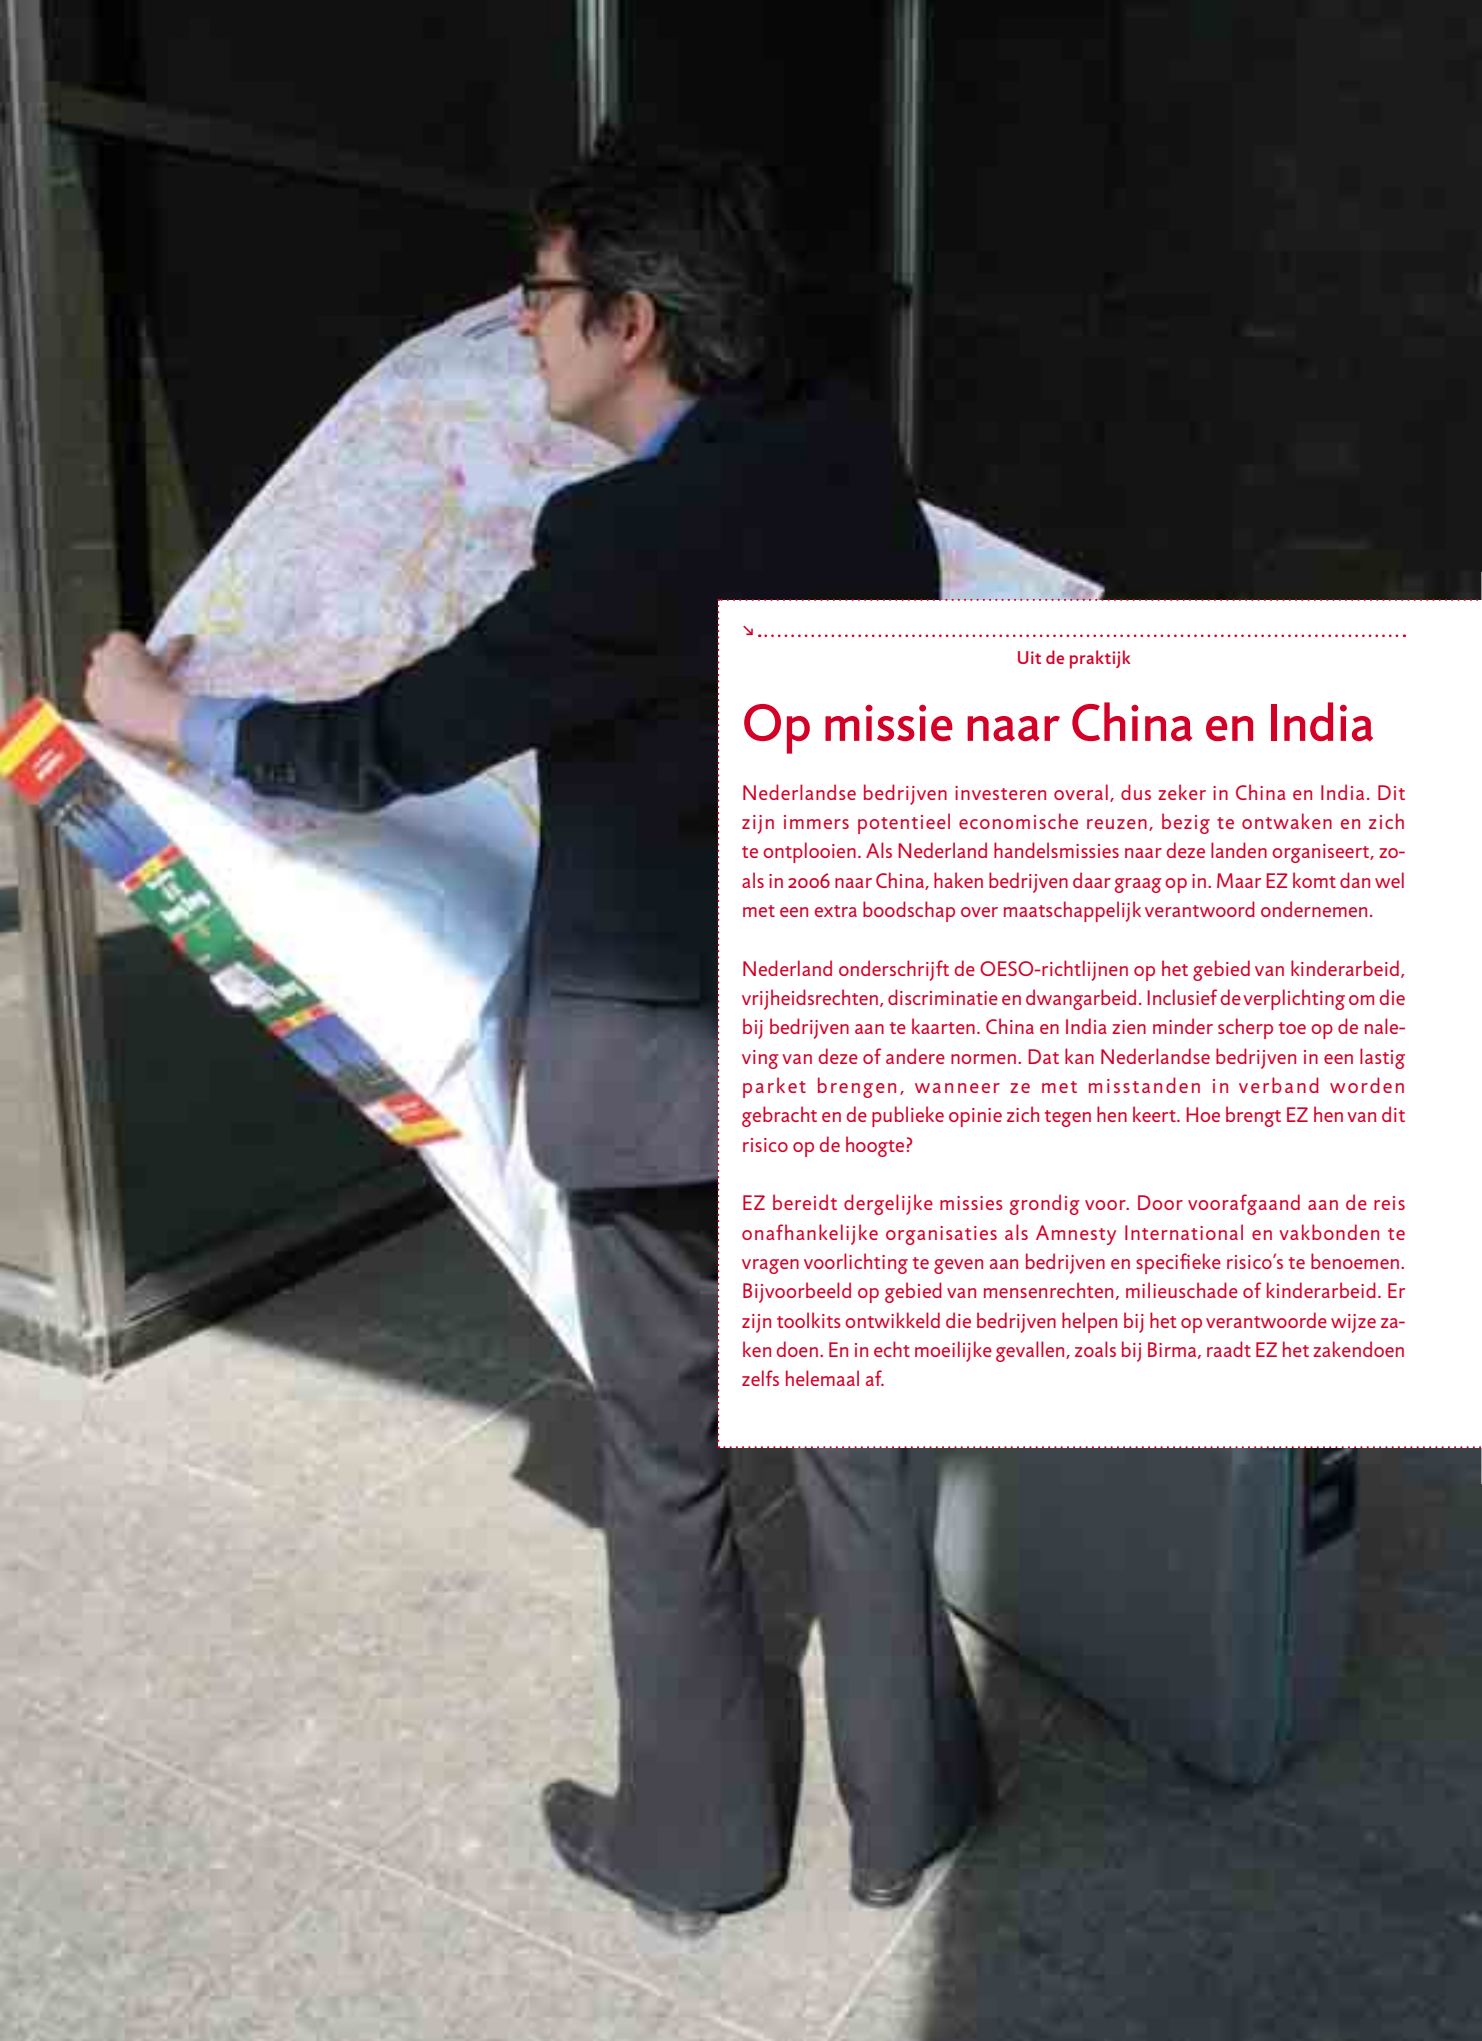 Uit de praktijk
Op missie naar China en India
Nederlandse bedrijven investeren overal, dus zeker in China en India. Dit
zijn immers potentieel economische reuzen, bezig te ontwaken en zich
te ontplooien. Als Nederland handelsmissies naar deze landen organiseert, zo-
als in 2006 naar China, haken bedrijven daar graag op in. Maar EZ komt dan wel
met een extra boodschap over maatschappelijk verantwoord ondernemen.
Nederland onderschrijft de OESO-richtlijnen op het gebied van kinderarbeid,
vrijheidsrechten, discriminatie en dwangarbeid. Inclusief de verplichting om die
bij bedrijven aan te kaarten. China en India zien minder scherp toe op de nale-
ving van deze of andere normen. Dat kan Nederlandse bedrijven in een lastig
parket brengen, wanneer ze met misstanden in verband worden
gebracht en de publieke opinie zich tegen hen keert. Hoe brengt EZ hen van dit
risico op de hoogte?
EZ bereidt dergelijke missies grondig voor. Door voorafgaand aan de reis
onafhankelijke organisaties als Amnesty International en vakbonden te
vragen voorlichting te geven aan bedrijven en specifieke risico's te benoemen.
Bijvoorbeeld op gebied van mensenrechten, milieuschade of kinderarbeid. Er
zijn toolkits ontwikkeld die bedrijven helpen bij het op verantwoorde wijze za-
ken doen. En in echt moeilijke gevallen, zoals bij Birma, raadt EZ het zakendoen
zelfs helemaal af.